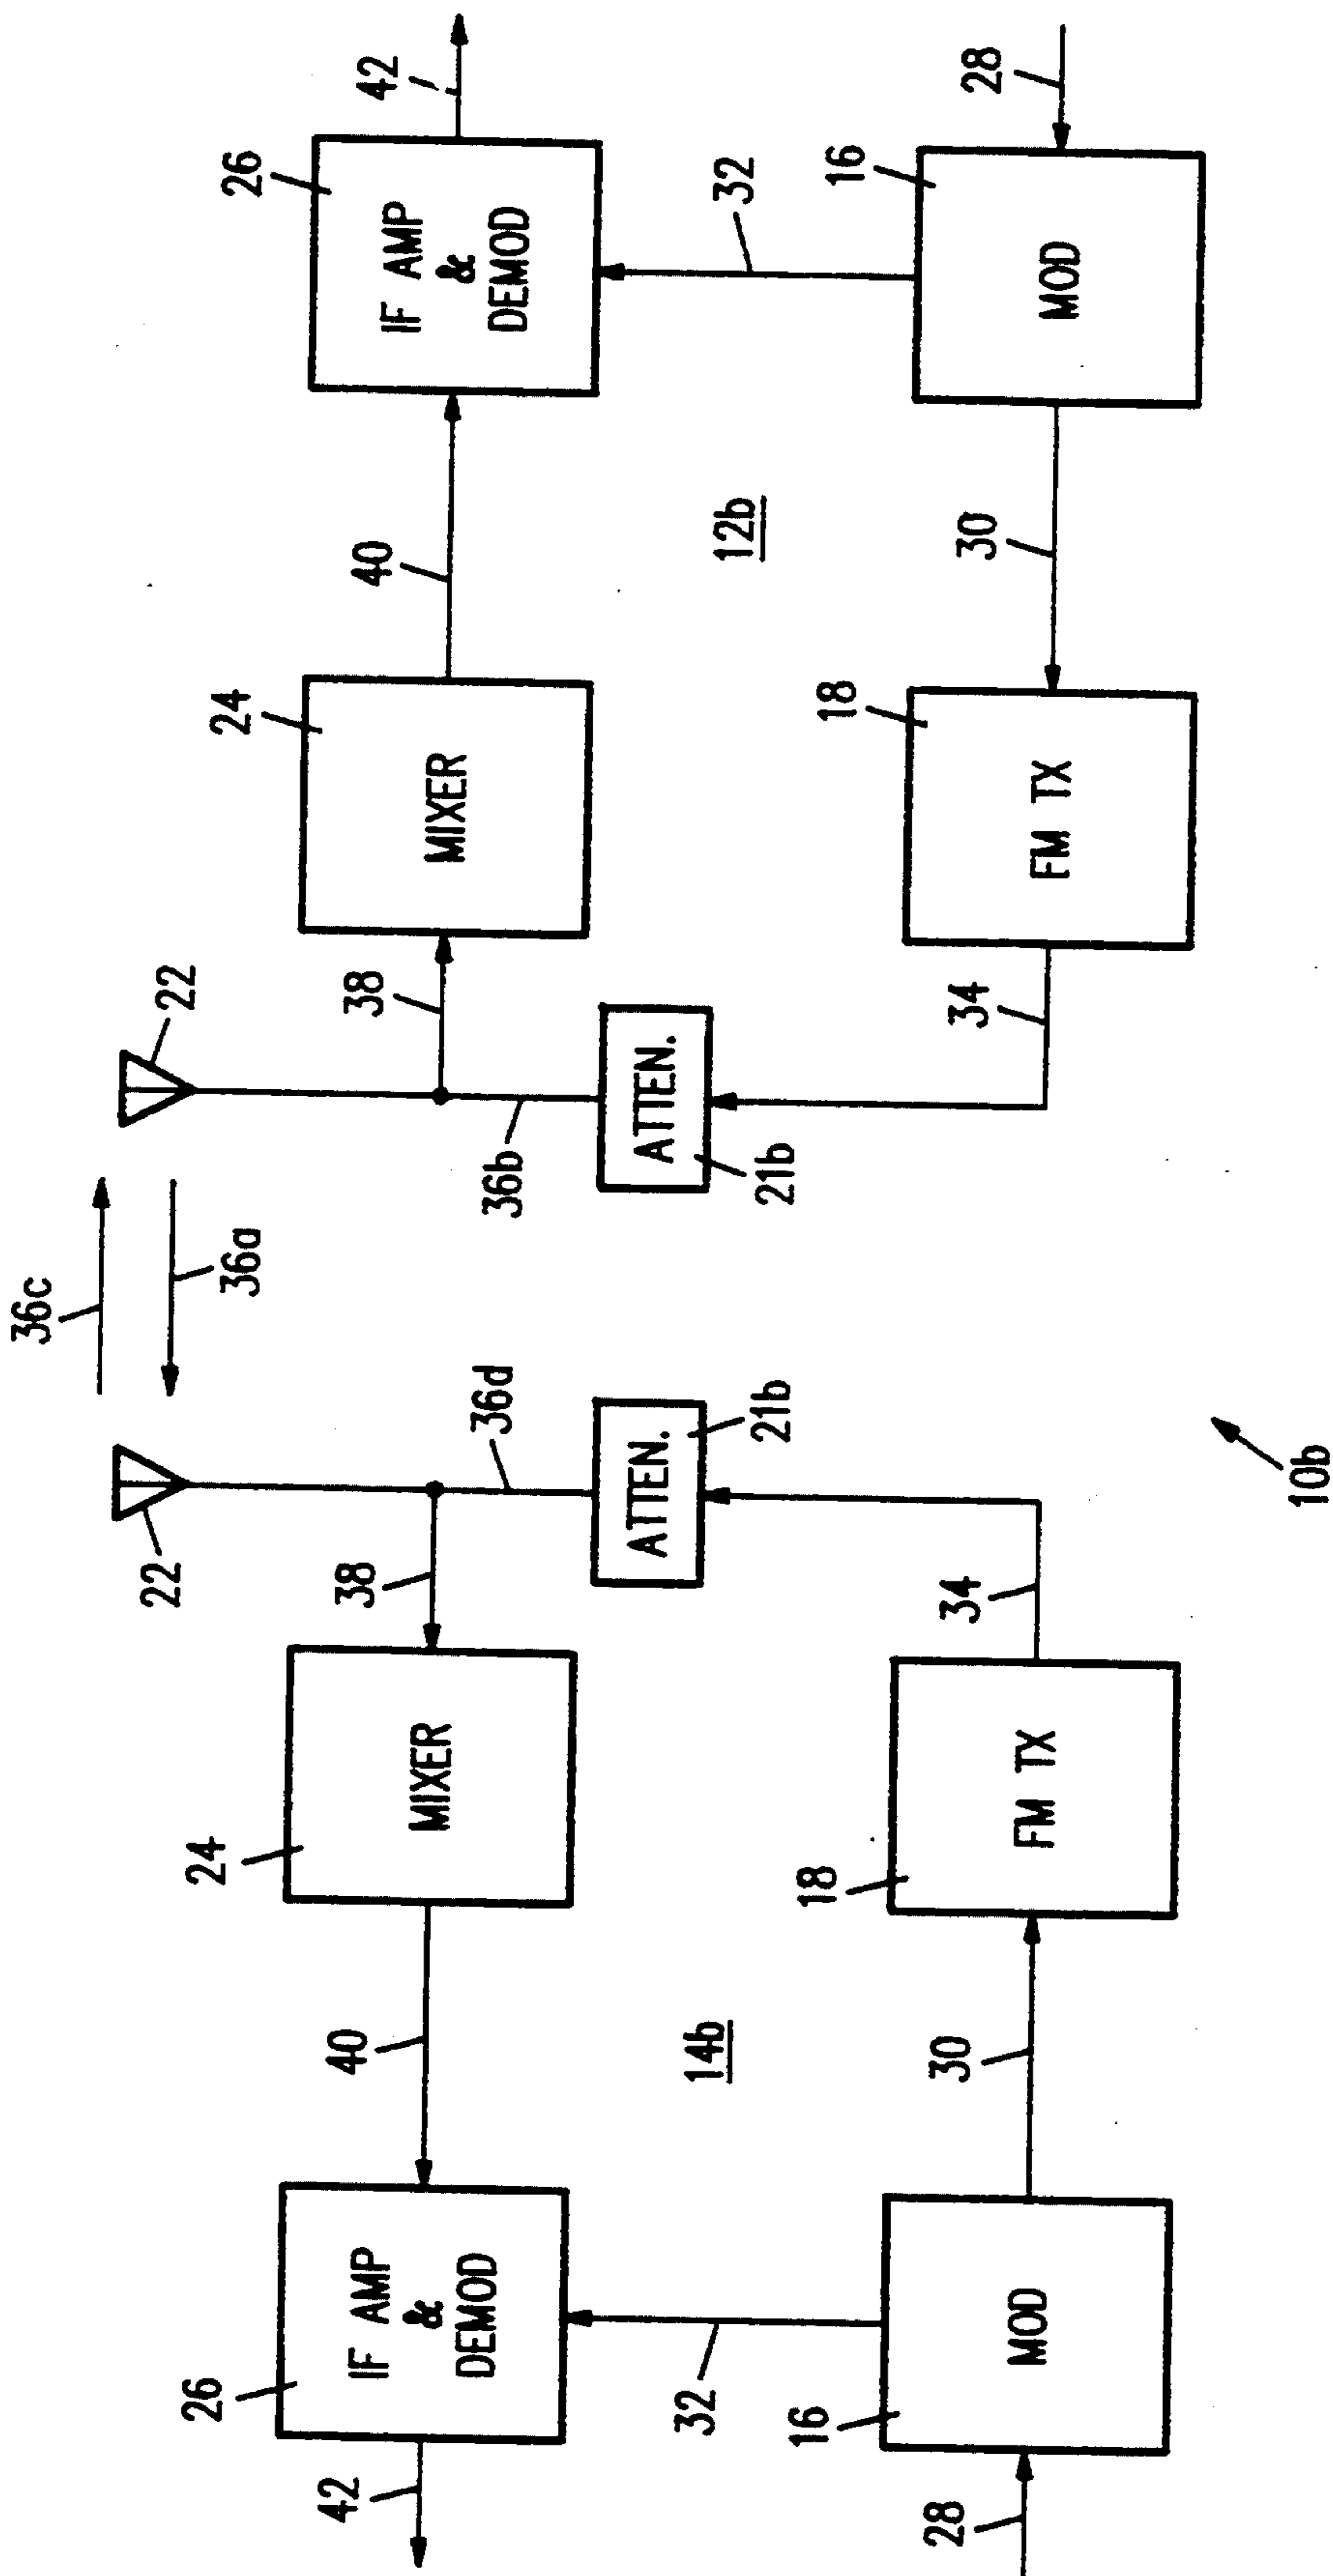 36c
36a
22
22
42
26
IF AMP
&
DEMOD
40
24
MIXER
38
36d
ATTEN.
21b
32
14b
28
16
MOD
30
18
FM TX
34
38
24
MIXER
40
26
IF AMP
&
DEMOD
42
36b
ATTEN.
21b
12b
32
34
18
FM TX
30
16
MOD
28
10b